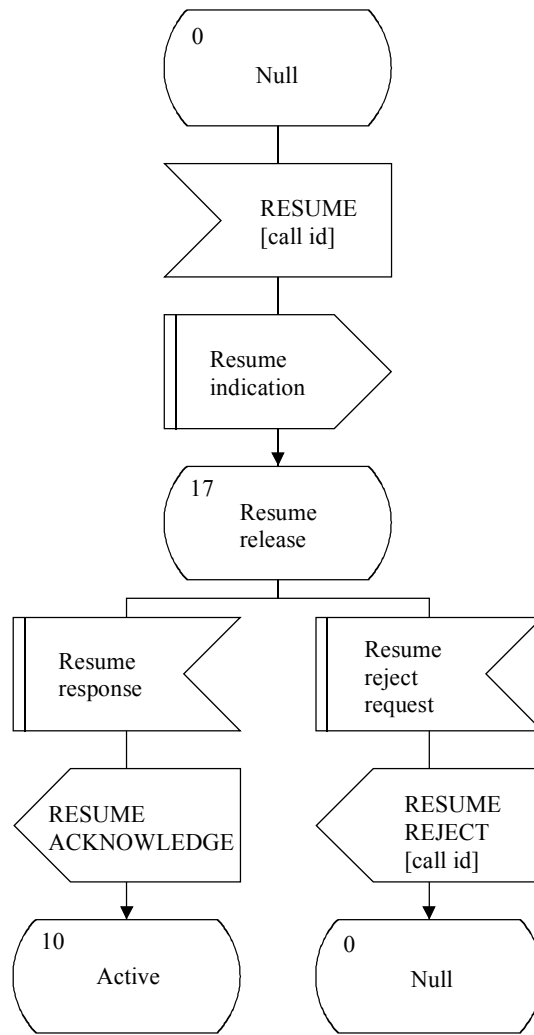 0
Null
RESUME
[call id]
Resume
indication
17
Resume
release
Resume
response
Resume
reject
request
RESUME
ACKNOWLEDGE
RESUME
REJECT
[call id]
10
Active
0
Null